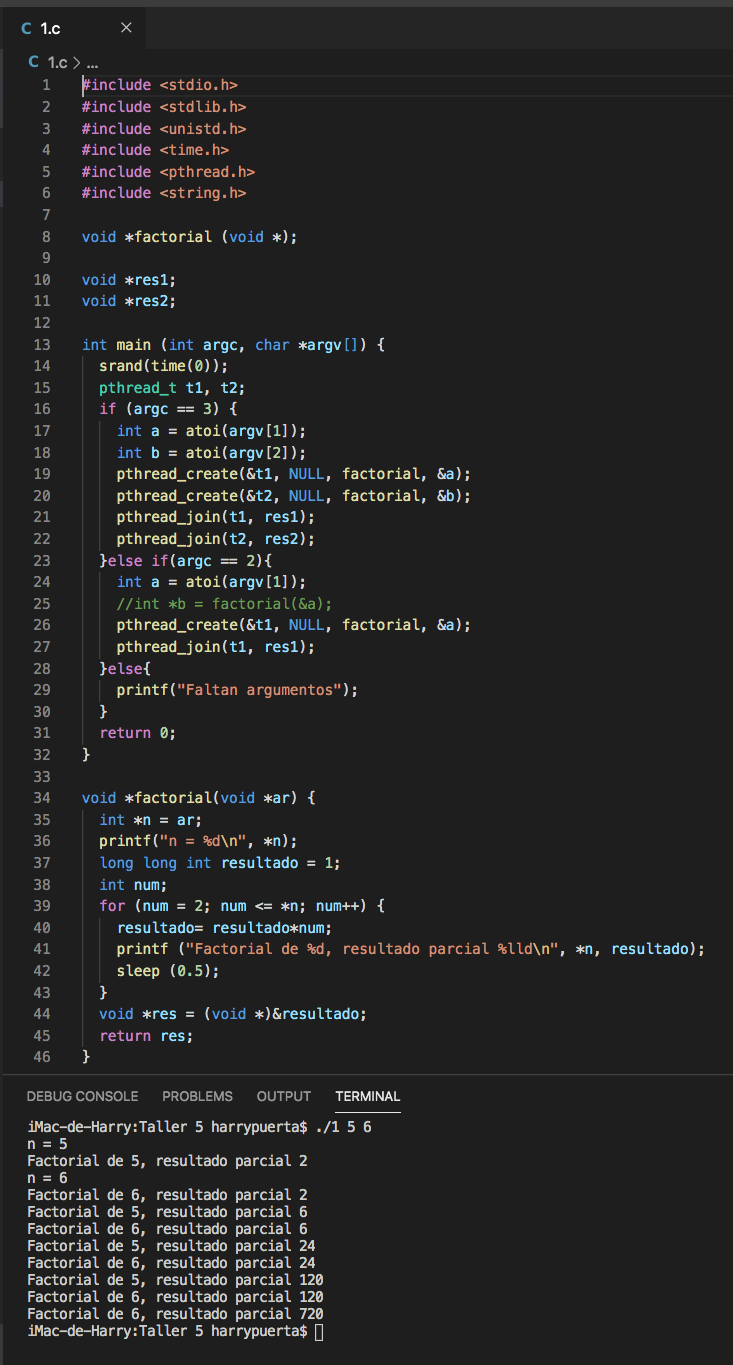 C 1.c ×
C 1.c > ...
1 #include <stdio.h>
2 #include <stdlib.h>
3 #include <unistd.h>
4 #include <time.h>
5 #include <pthread.h>
6 #include <string.h>
7
8 void *factorial (void *);
9
10 void *res1;
11 void *res2;
12
13 int main (int argc, char *argv[]) {
14   srand(time(0));
15   pthread_t t1, t2;
16   if (argc == 3) {
17     int a = atoi(argv[1]);
18     int b = atoi(argv[2]);
19     pthread_create(&t1, NULL, factorial, &a);
20     pthread_create(&t2, NULL, factorial, &b);
21     pthread_join(t1, res1);
22     pthread_join(t2, res2);
23   }else if(argc == 2){
24     int a = atoi(argv[1]);
25     //int *b = factorial(&a);
26     pthread_create(&t1, NULL, factorial, &a);
27     pthread_join(t1, res1);
28   }else{
29     printf("Faltan argumentos");
30   }
31   return 0;
32 }
33
34 void *factorial(void *ar) {
35   int *n = ar;
36   printf("n = %d\n", *n);
37   long long int resultado = 1;
38   int num;
39   for (num = 2; num <= *n; num++) {
40     resultado= resultado*num;
41     printf ("Factorial de %d, resultado parcial %lld\n", *n, resultado);
42     sleep (0.5);
43   }
44   void *res = (void *)&resultado;
45   return res;
46 }
DEBUG CONSOLE PROBLEMS OUTPUT TERMINAL
iMac-de-Harry:Taller 5 harrypuerta$ ./1 5 6
n = 5
Factorial de 5, resultado parcial 2
n = 6
Factorial de 6, resultado parcial 2
Factorial de 5, resultado parcial 6
Factorial de 6, resultado parcial 6
Factorial de 5, resultado parcial 24
Factorial de 6, resultado parcial 24
Factorial de 5, resultado parcial 120
Factorial de 6, resultado parcial 120
Factorial de 6, resultado parcial 720
iMac-de-Harry:Taller 5 harrypuerta$